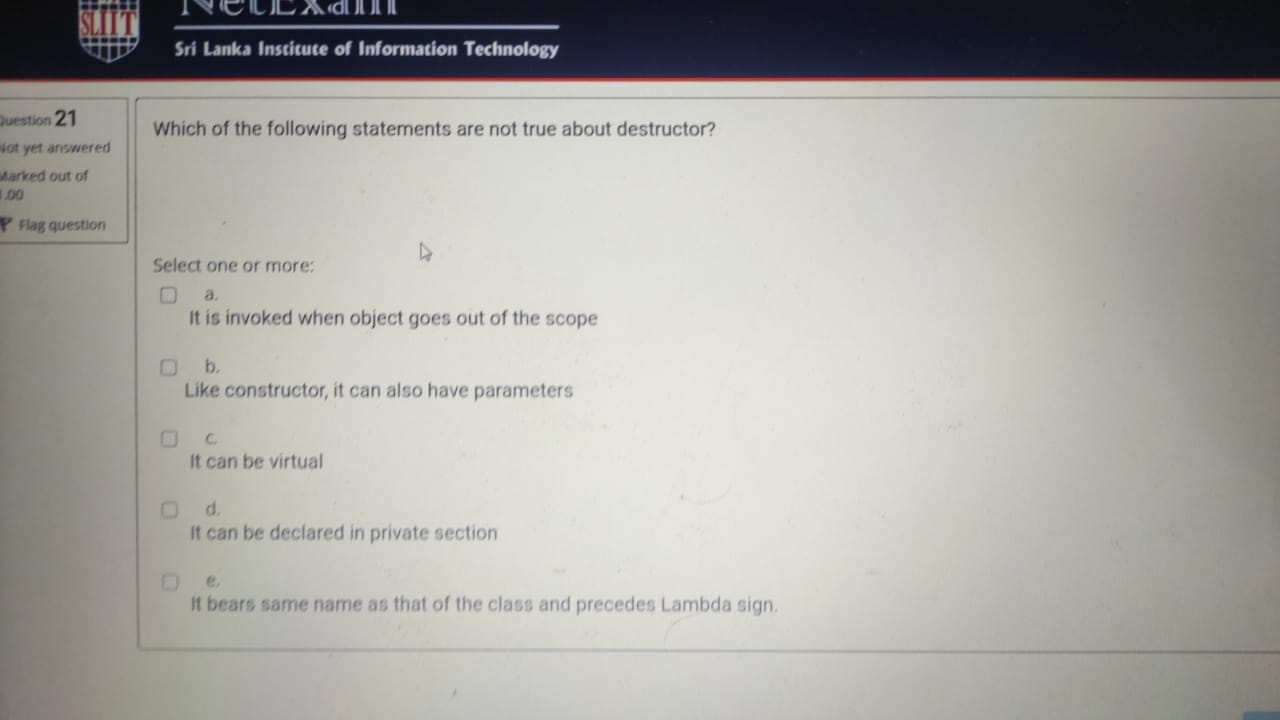 SLIIT
NetExam
Sri Lanka Institute of Information Technology
Question 21
Not yet answered
Marked out of
1.00
Flag question
Which of the following statements are not true about destructor?
Select one or more:
a.
It is invoked when object goes out of the scope
b.
Like constructor, it can also have parameters
c.
It can be virtual
d.
It can be declared in private section
e.
It bears same name as that of the class and precedes Lambda sign.